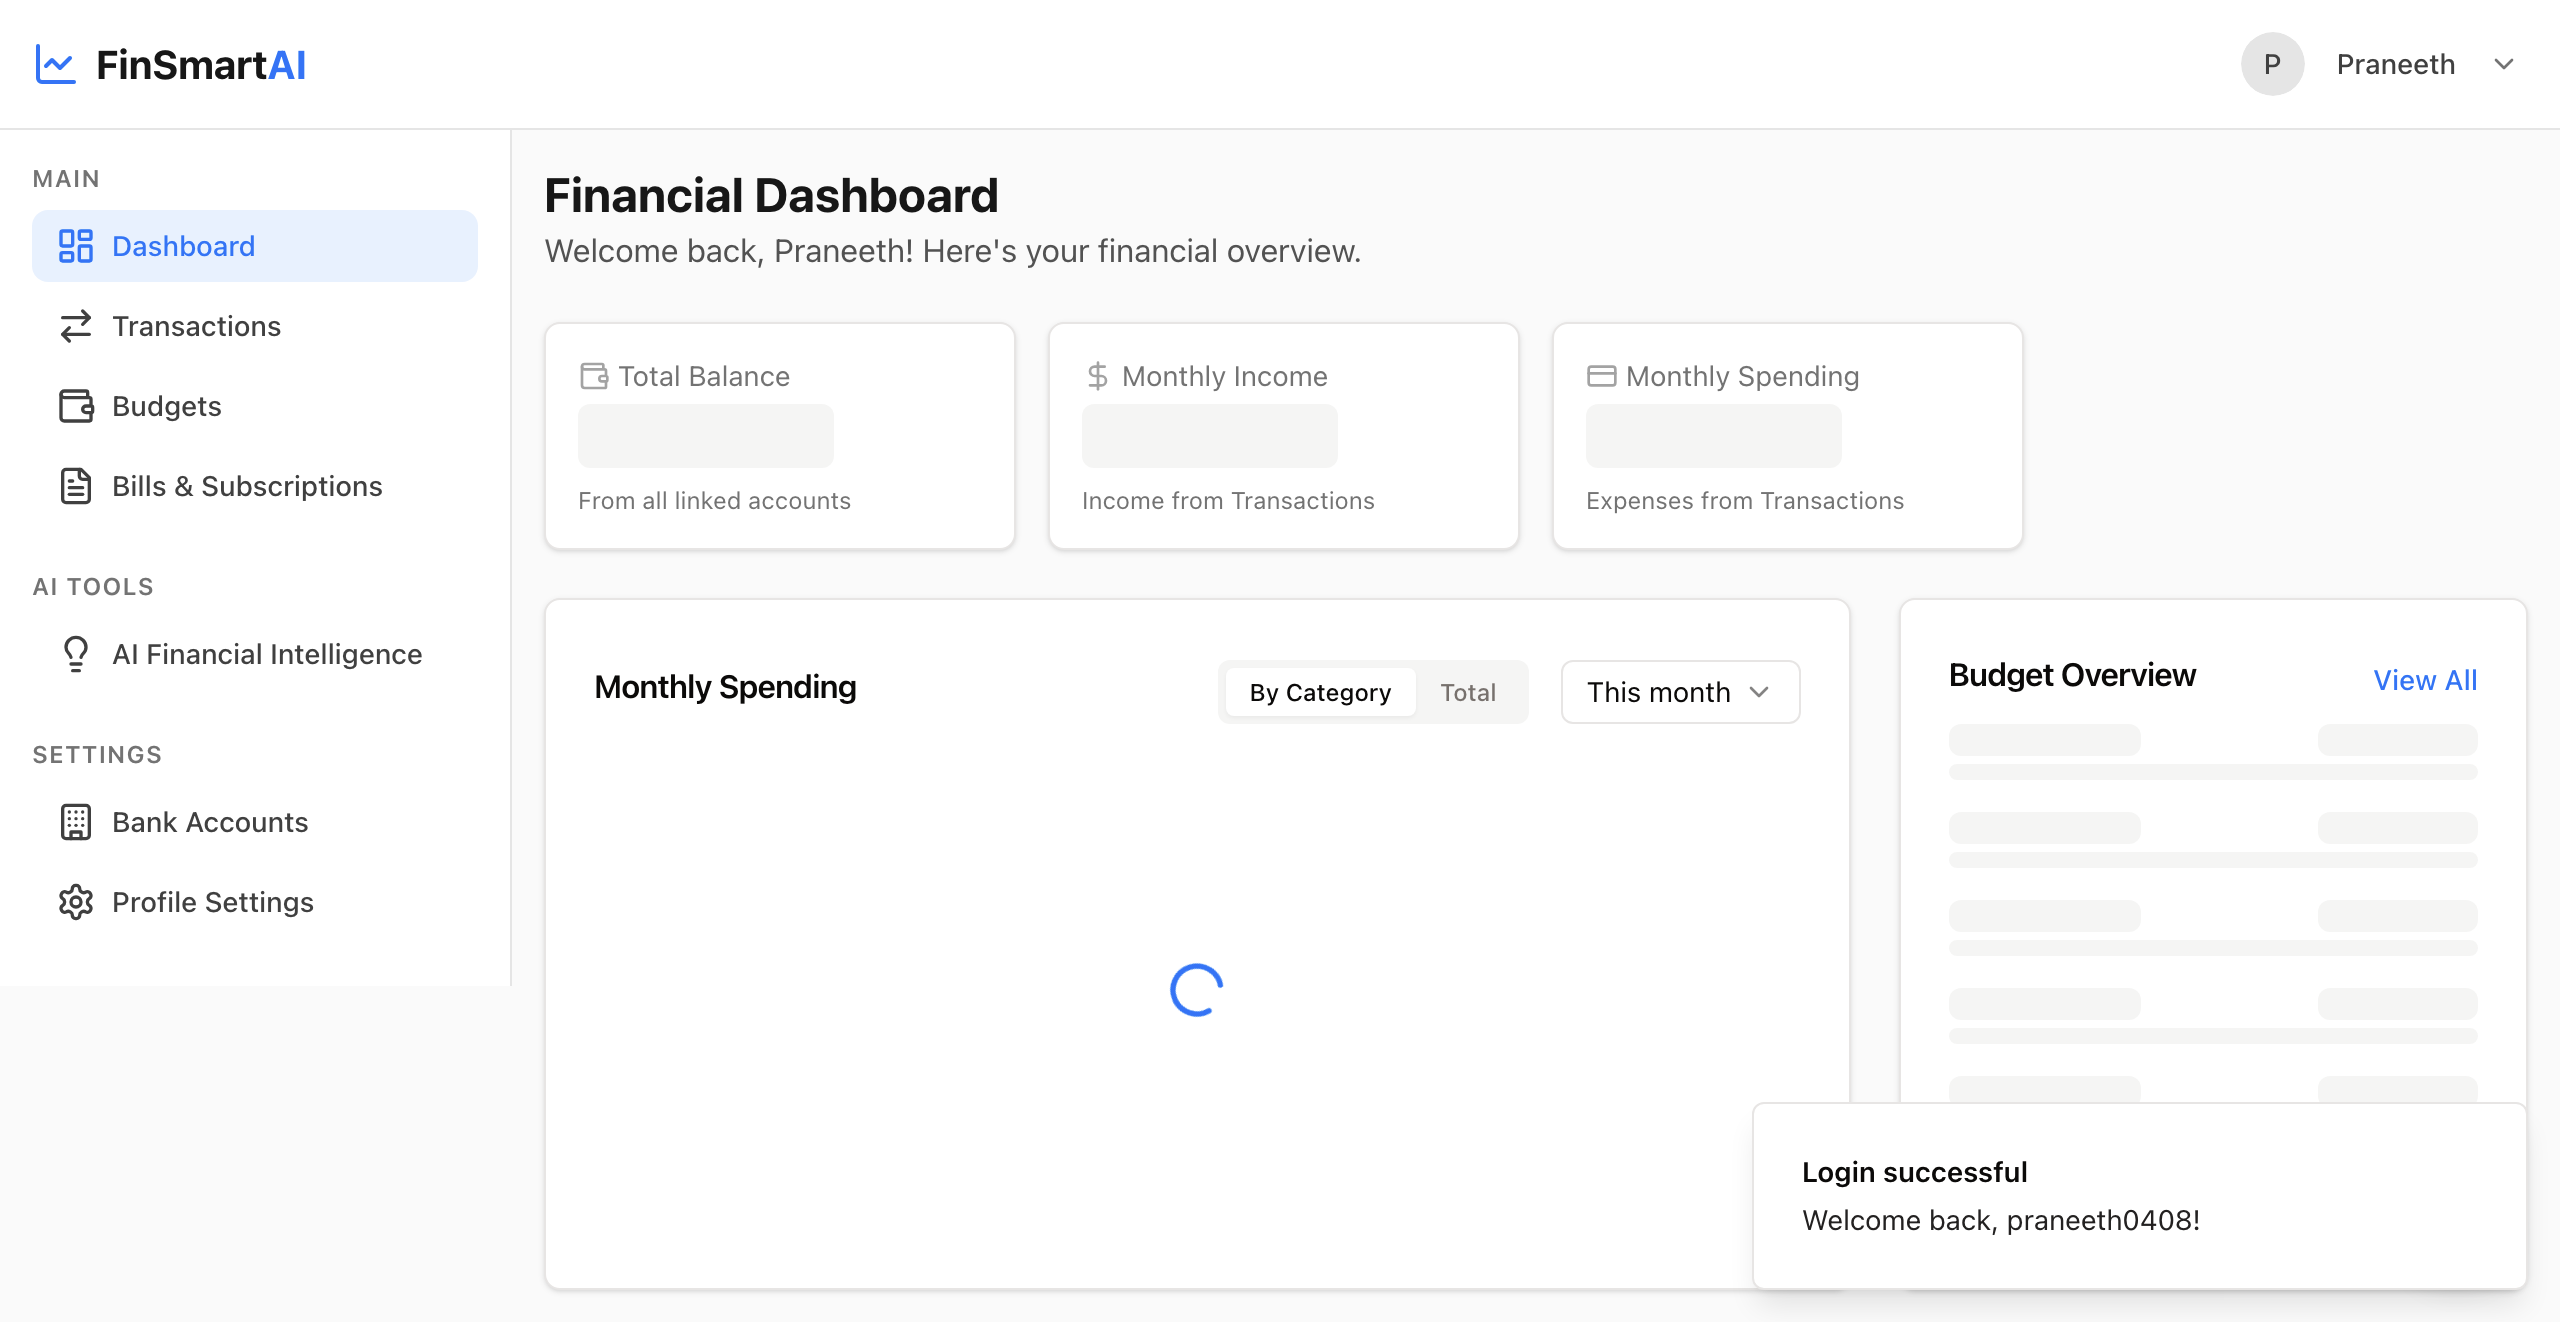 FinSmartAI
P
Praneeth
MAIN
Dashboard
Transactions
Budgets
Bills & Subscriptions
AI TOOLS
AI Financial Intelligence
SETTINGS
Bank Accounts
Profile Settings
Financial Dashboard
Welcome back, Praneeth! Here's your financial overview.
Total Balance
From all linked accounts
Monthly Income
Income from Transactions
Monthly Spending
Expenses from Transactions
Monthly Spending
By Category
Total
This month
Budget Overview
View All
Login successful
Welcome back, praneeth0408!